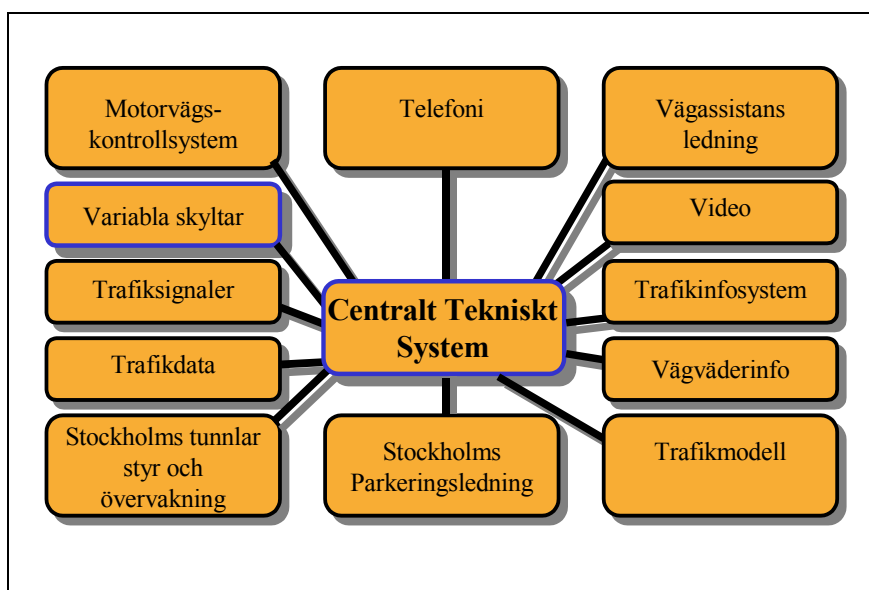 Motorvägs-
kontrollsystem
Telefoni
Vägassistans
ledning
Variabla skyltar
Video
Trafiksignaler
Centralt Tekniskt
System
Trafikinfosystem
Trafikdata
Vägväderinfo
Stockholms tunnlar
styr och
övervakning
Stockholms
Parkeringsledning
Trafikmodell